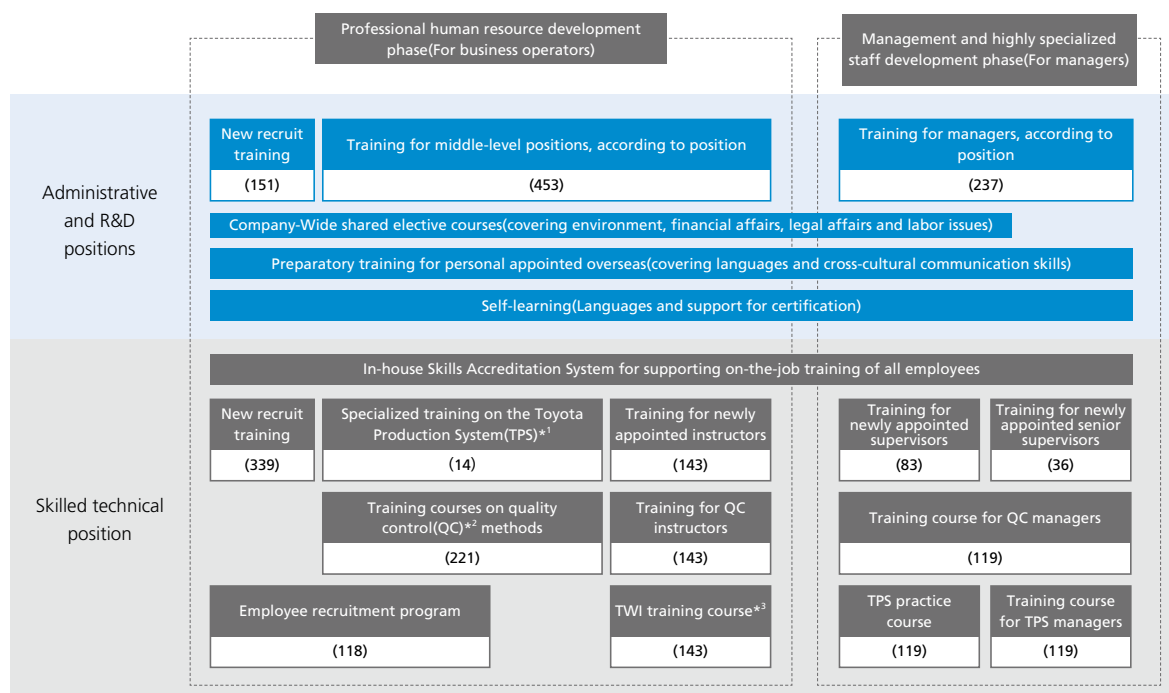 Professional human resource development
phase(For business operators)
Management and highly specialized
staff development phase(For managers)
Administrative
and R&D
positions
New recruit
training
(151)
Training for middle-level positions, according to position
(453)
Training for managers, according to
position
(237)
Company-Wide shared elective courses(covering environment, financial affairs, legal affairs and labor issues)
Preparatory training for personal appointed overseas(covering languages and cross-cultural communication skills)
Self-learning(Languages and support for certification)
Skilled technical
position
In-house Skills Accreditation System for supporting on-the-job training of all employees
New recruit
training
(339)
Specialized training on the Toyota
Production System(TPS)*1
(14)
Training for newly
appointed instructors
(143)
Training for
newly appointed
supervisors
(83)
Training for newly
appointed senior
supervisors
(36)
Training courses on quality
control(QC)*2 methods
(221)
Training for QC
instructors
(143)
Training course for QC managers
(119)
Employee recruitment program
(118)
TWI training course*3
(143)
TPS practice
course
(119)
Training course
for TPS managers
(119)